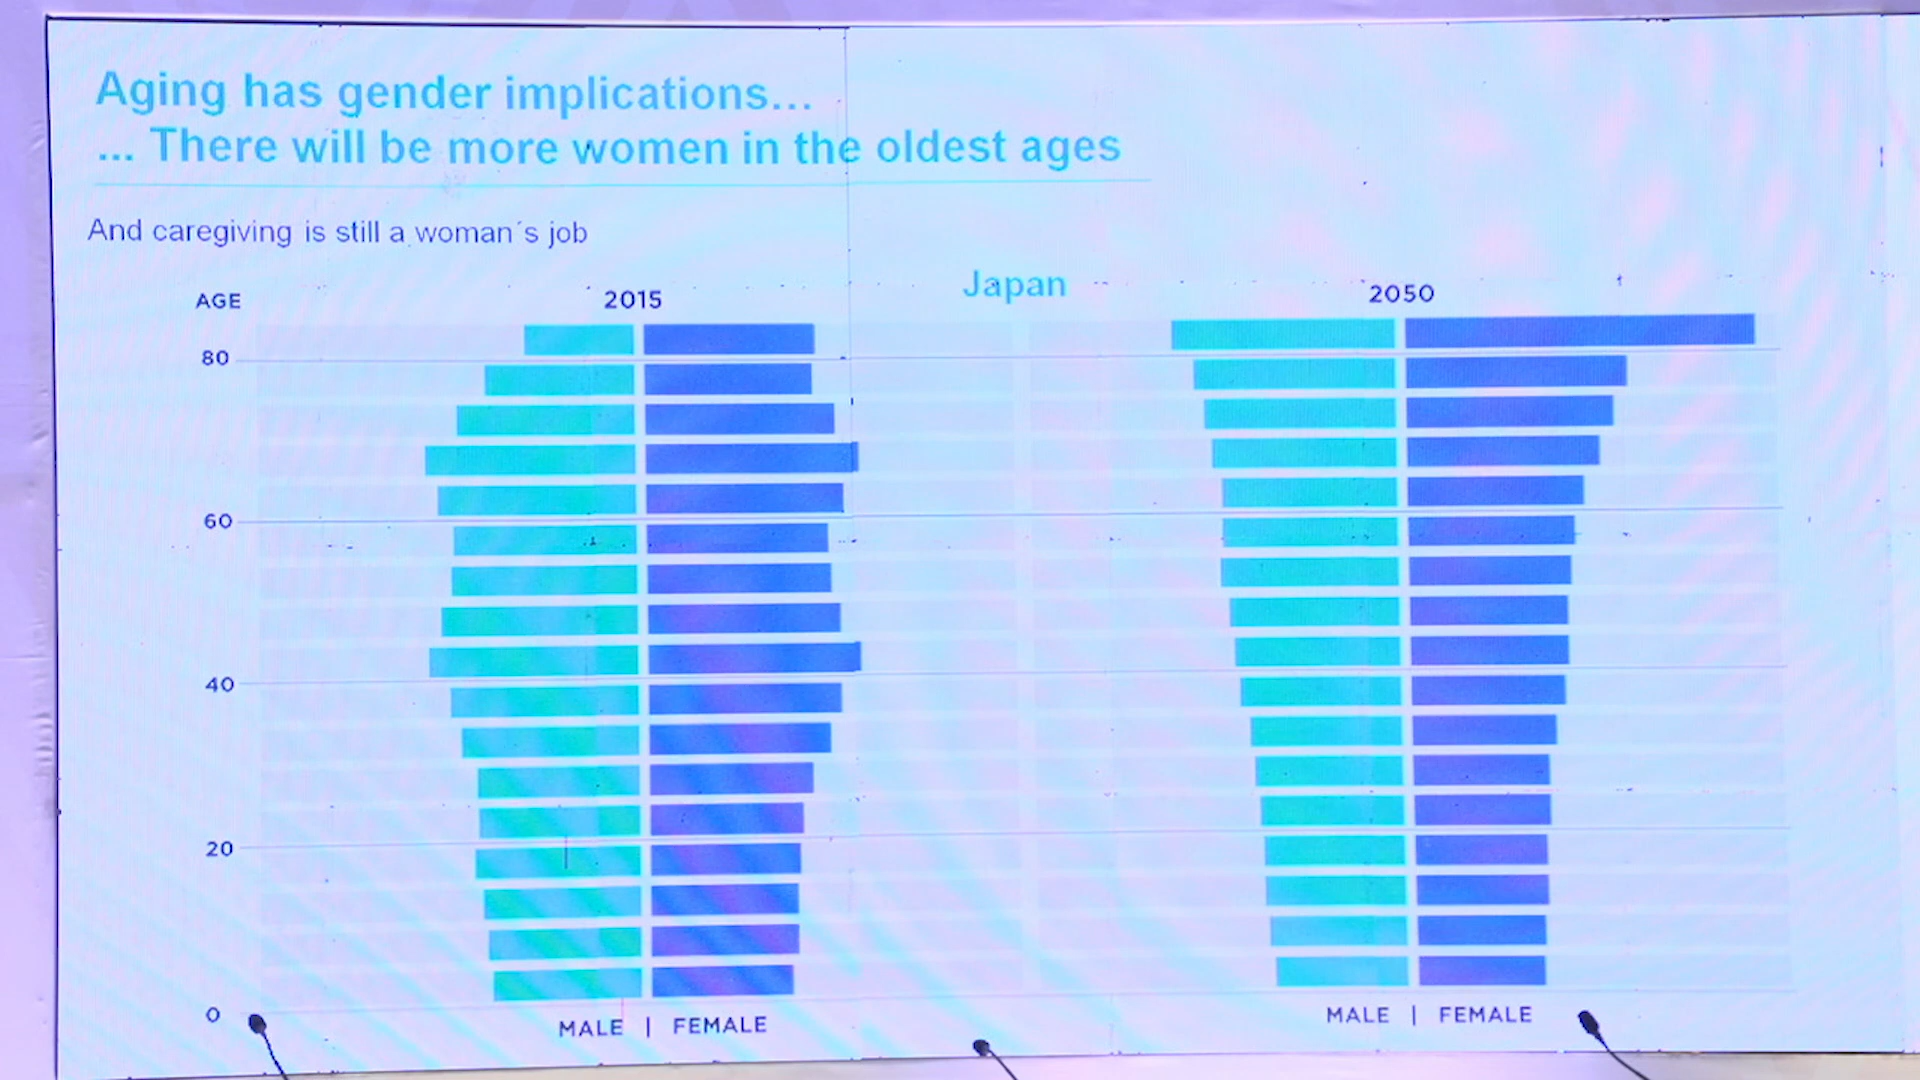 Aging has gender implications...
... There will be more women in the oldest ages
And caregiving is still a woman´s job
Japan
AGE
2015
2050
80
60
40
20
0
MALE | FEMALE
MALE | FEMALE